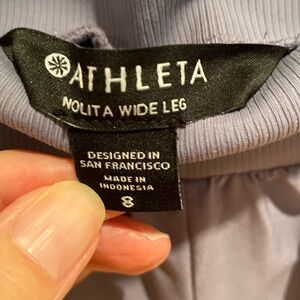 ATHLETA
NOLITA WIDE LEG
DESIGNED IN
SAN FRANCISCO
MADE IN
INDONESIA
8